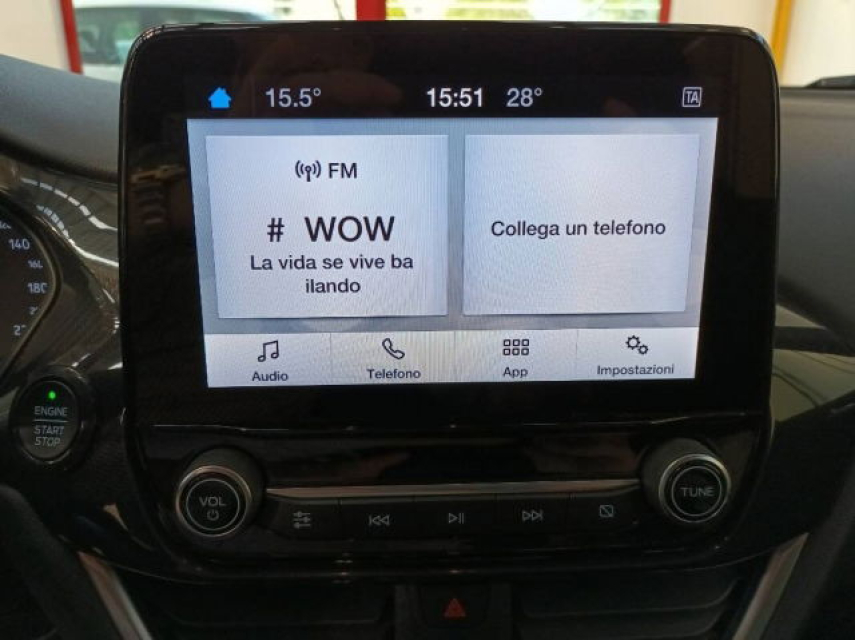 15.5° 15:51 28° TA
FM
# WOW
La vida se vive ba
ilando
Collega un telefono
Audio Telefono App Impostazioni
140
160
180
ENGINE
START
STOP
VOL
TUNE